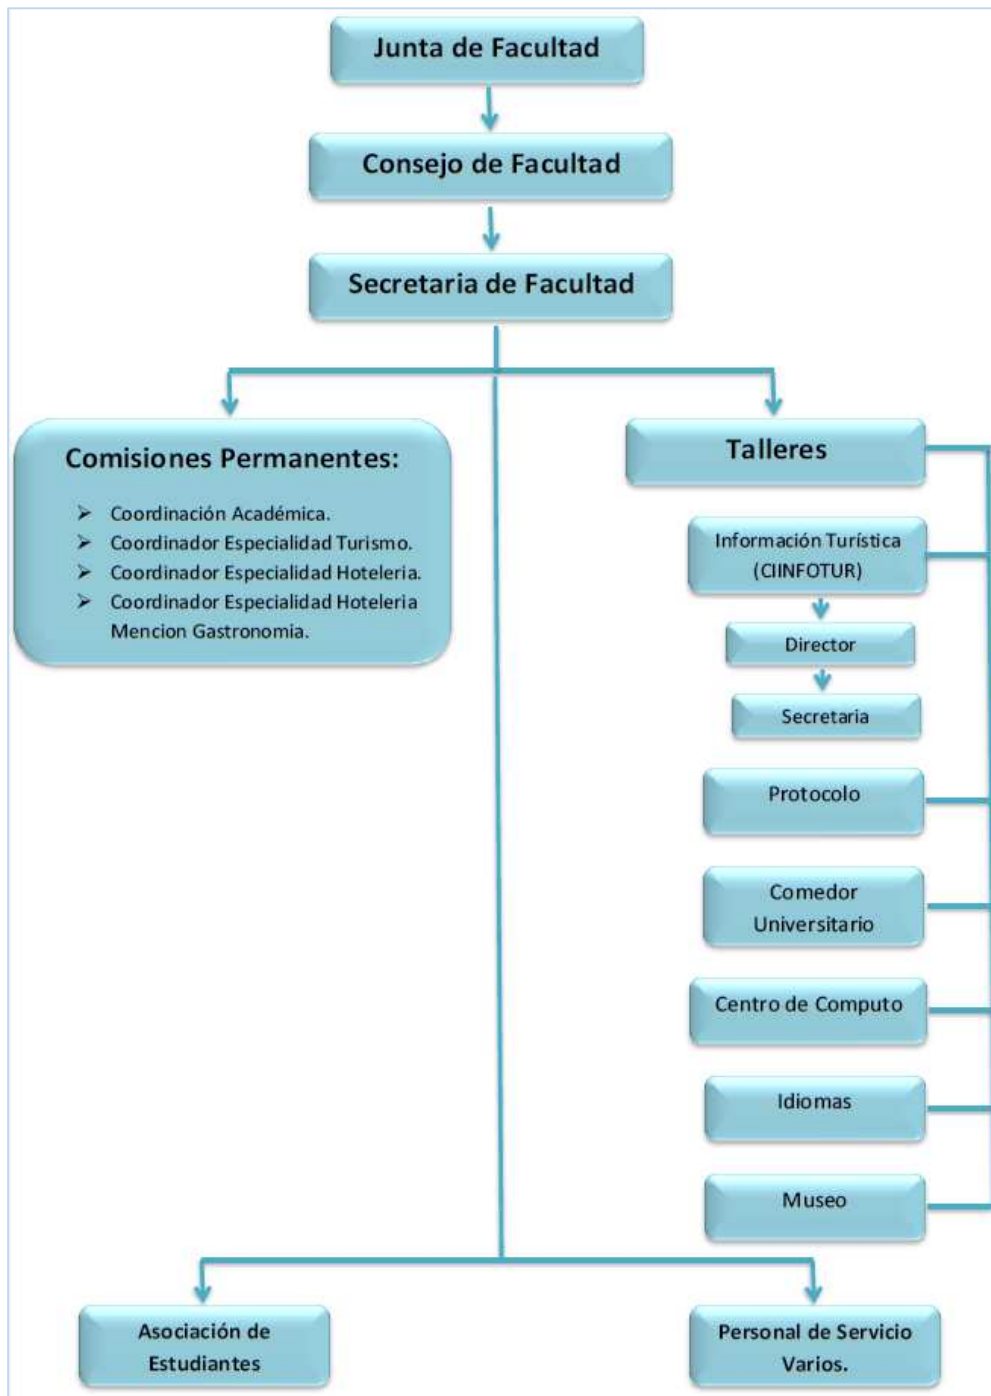 Junta de Facultad
Consejo de Facultad
Secretaria de Facultad
Comisiones Permanentes:
➢ Coordinación Académica.
➢ Coordinador Especialidad Turismo.
➢ Coordinador Especialidad Hoteleria.
➢ Coordinador Especialidad Hoteleria
Mencion Gastronomia.
Talleres
Información Turística
(CIINFOTUR)
Director
Secretaria
Protocolo
Comedor
Universitario
Centro de Computo
Idiomas
Museo
Asociación de
Estudiantes
Personal de Servicio
Varios.